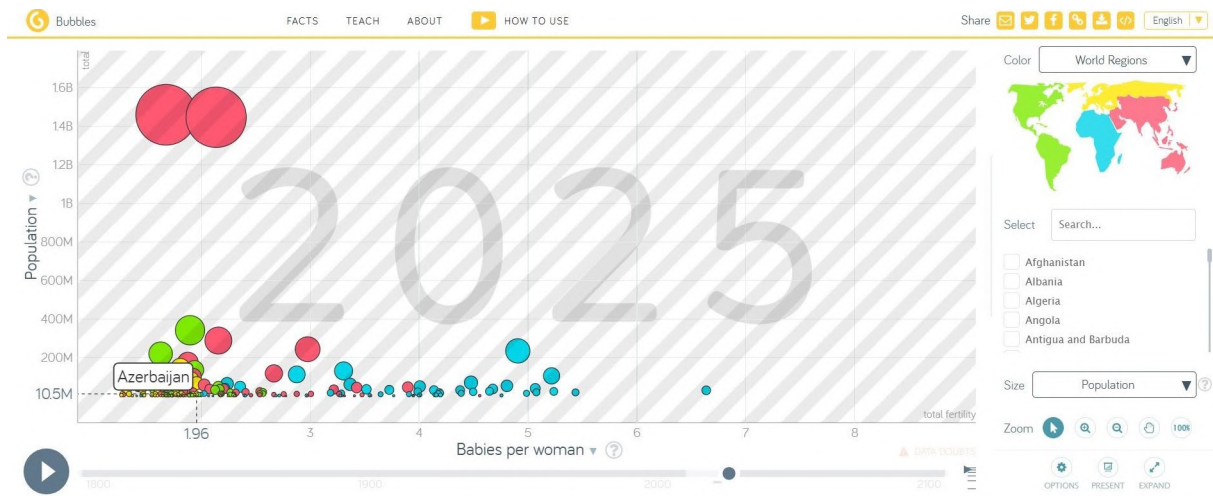 Bubbles
FACTS TEACH ABOUT HOW TO USE
Share
English
total
Population
1.6B
1.4B
1.2B
1B
800M
600M
400M
200M
10.5M
2025
Azerbaijan
total fertility
1.96 3 4 5 6 7 8
Babies per woman
DATA DOUBTS
1800 1900 2000 2100
Color World Regions
Select Search...
Afghanistan
Albania
Algeria
Angola
Antigua and Barbuda
Size Population ?
Zoom 100%
OPTIONS PRESENT EXPAND